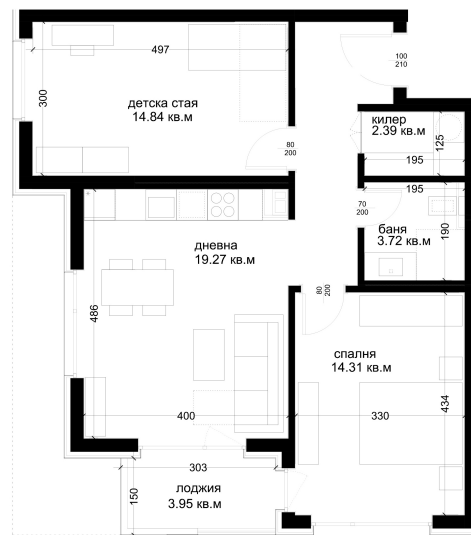 497
100
210
300
детска стая
14.84 кв.м
килер
2.39 кв.м
125
80
200
195
195
70
200
баня
3.72 кв.м
190
дневна
19.27 кв.м
486
80
200
спалня
14.31 кв.м
434
400
330
303
лоджия
3.95 кв.м
150